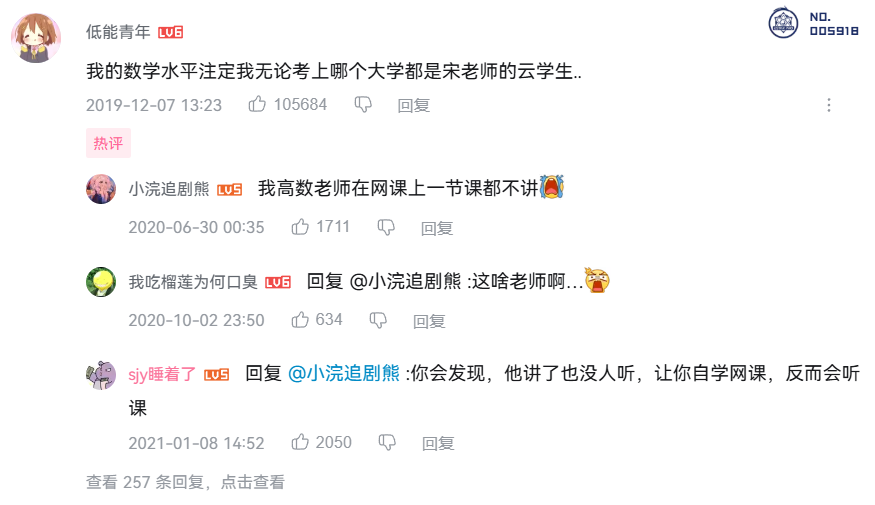 低能青年 LV6
NO.
005918
我的数学水平注定我无论考上哪个大学都是宋老师的云学生..
2019-12-07 13:23 105684 回复
热评
小浣追剧熊 LV5 我高数老师在网课上一节课都不讲
2020-06-30 00:35 1711 回复
我吃榴莲为何口臭 LV6 回复 @小浣追剧熊 :这啥老师啊...
2020-10-02 23:50 634 回复
sjy睡着了 LV5 回复 @小浣追剧熊 :你会发现，他讲了也没人听，让你自学网课，反而会听
课
2021-01-08 14:52 2050 回复
查看 257 条回复，点击查看